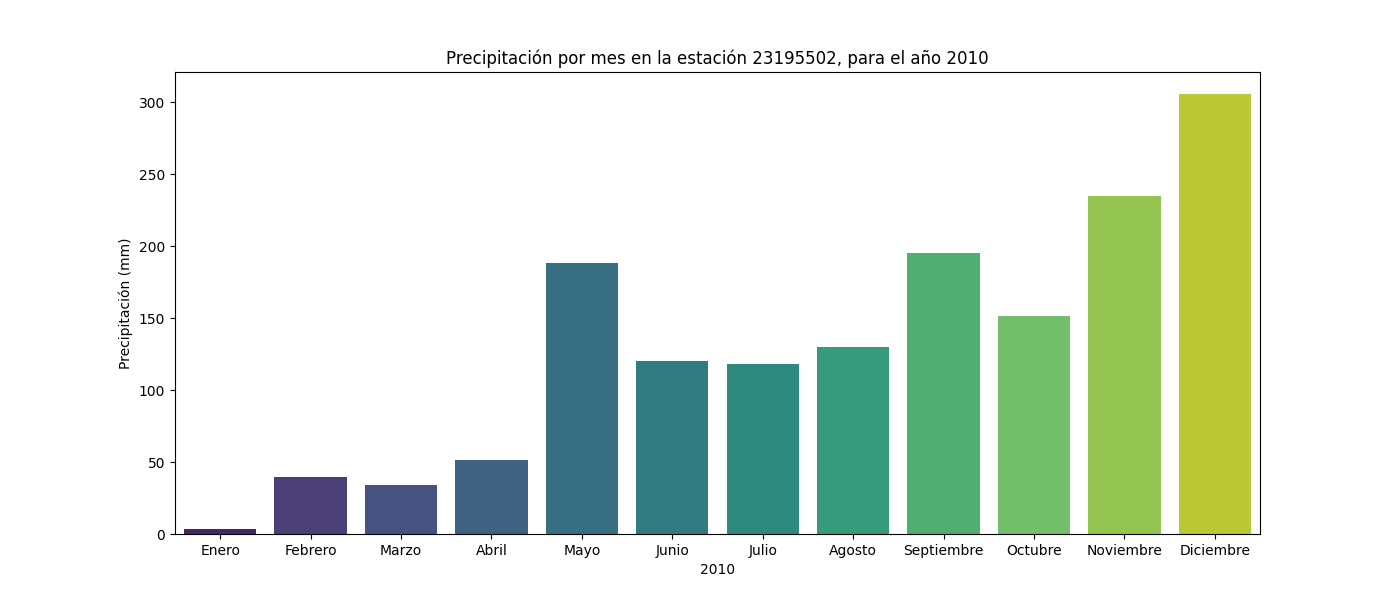 Precipitación por mes en la estación 23195502, para el año 2010
Precipitación (mm)
300
250
200
150
100
50
0
Enero Febrero Marzo Abril Mayo Junio Julio Agosto Septiembre Octubre Noviembre Diciembre
2010